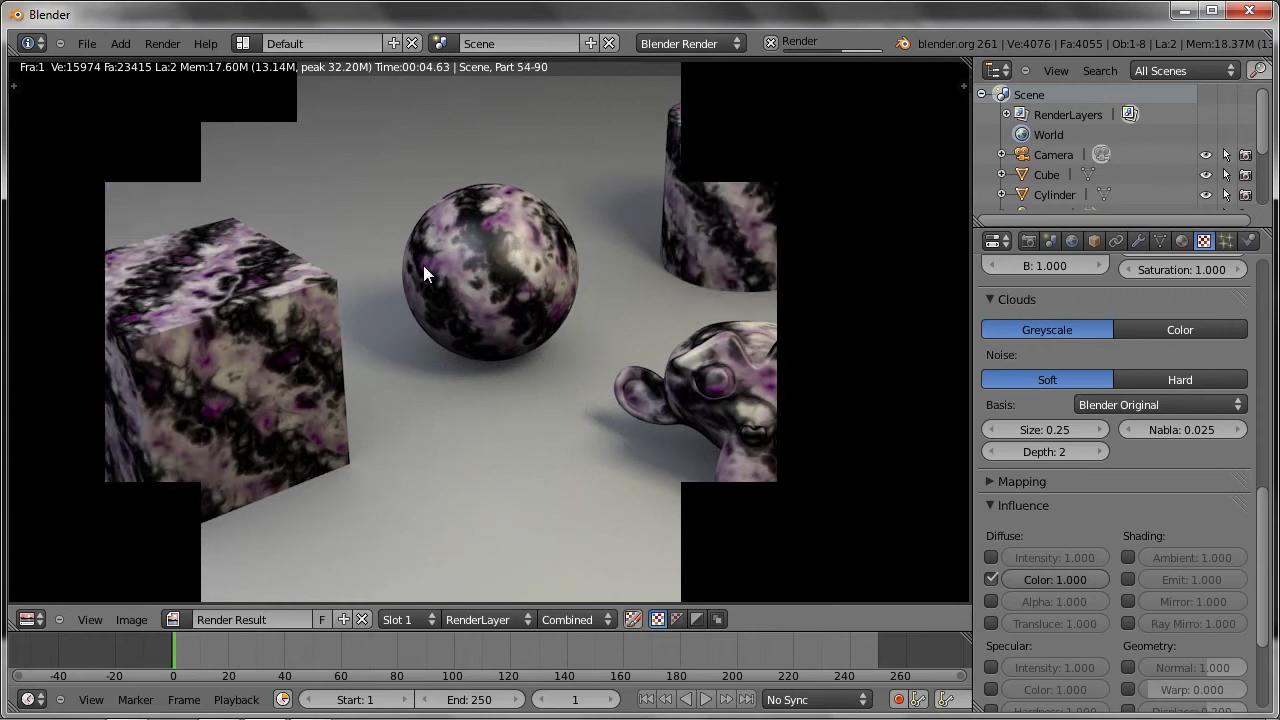 Blender
File Add Render Help Default Scene Blender Render Render blender.org 261 | Ve:4076 | Fa:4055 | Ob:1-8 | La:2 | Mem:18.37M
Fra:1 Ve:15974 Fa:23415 La:2 Mem:17.60M (13.14M, peak 32.20M) Time:00:04.63 | Scene, Part 54-90
View Search All Scenes
Scene
RenderLayers
World
Camera
Cube
Cylinder
B: 1.000 Saturation: 1.000
Clouds
Greyscale Color
Noise:
Soft Hard
Basis: Blender Original
Size: 0.25 Nabla: 0.025
Depth: 2
Mapping
Influence
Diffuse: Shading:
Intensity: 1.000 Ambient: 1.000
Color: 1.000 Emit: 1.000
Alpha: 1.000 Mirror: 1.000
Transluce: 1.000 Ray Mirro: 1.000
Specular: Geometry:
Intensity: 1.000 Normal: 1.000
Color: 1.000 Warp: 0.000
View Image Render Result F Slot 1 RenderLayer Combined
-40 -20 0 20 40 60 80 100 120 140 160 180 200 220 240 260
View Marker Frame Playback Start: 1 End: 250 1 No Sync